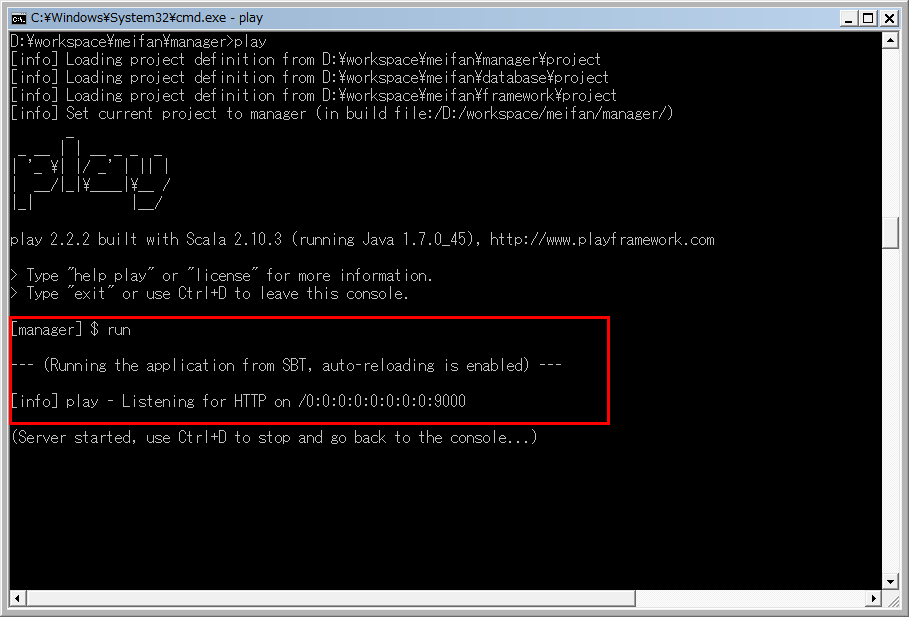 C:¥Windows¥System32¥cmd.exe - play
D:¥workspace¥meifan¥manager>play
[info] Loading project definition from D:¥workspace¥meifan¥manager¥project
[info] Loading project definition from D:¥workspace¥meifan¥database¥project
[info] Loading project definition from D:¥workspace¥meifan¥framework¥project
[info] Set current project to manager (in build file:/D:/workspace/meifan/manager/)
       _
 _ __ | | __ _ _  _
| '_ ¥| |/ _' | || |
|  __/|_|¥____|¥__ /
|_|            |__/
play 2.2.2 built with Scala 2.10.3 (running Java 1.7.0_45), http://www.playframework.com
> Type "help play" or "license" for more information.
> Type "exit" or use Ctrl+D to leave this console.
[manager] $ run
--- (Running the application from SBT, auto-reloading is enabled) ---
[info] play - Listening for HTTP on /0:0:0:0:0:0:0:0:9000
(Server started, use Ctrl+D to stop and go back to the console...)